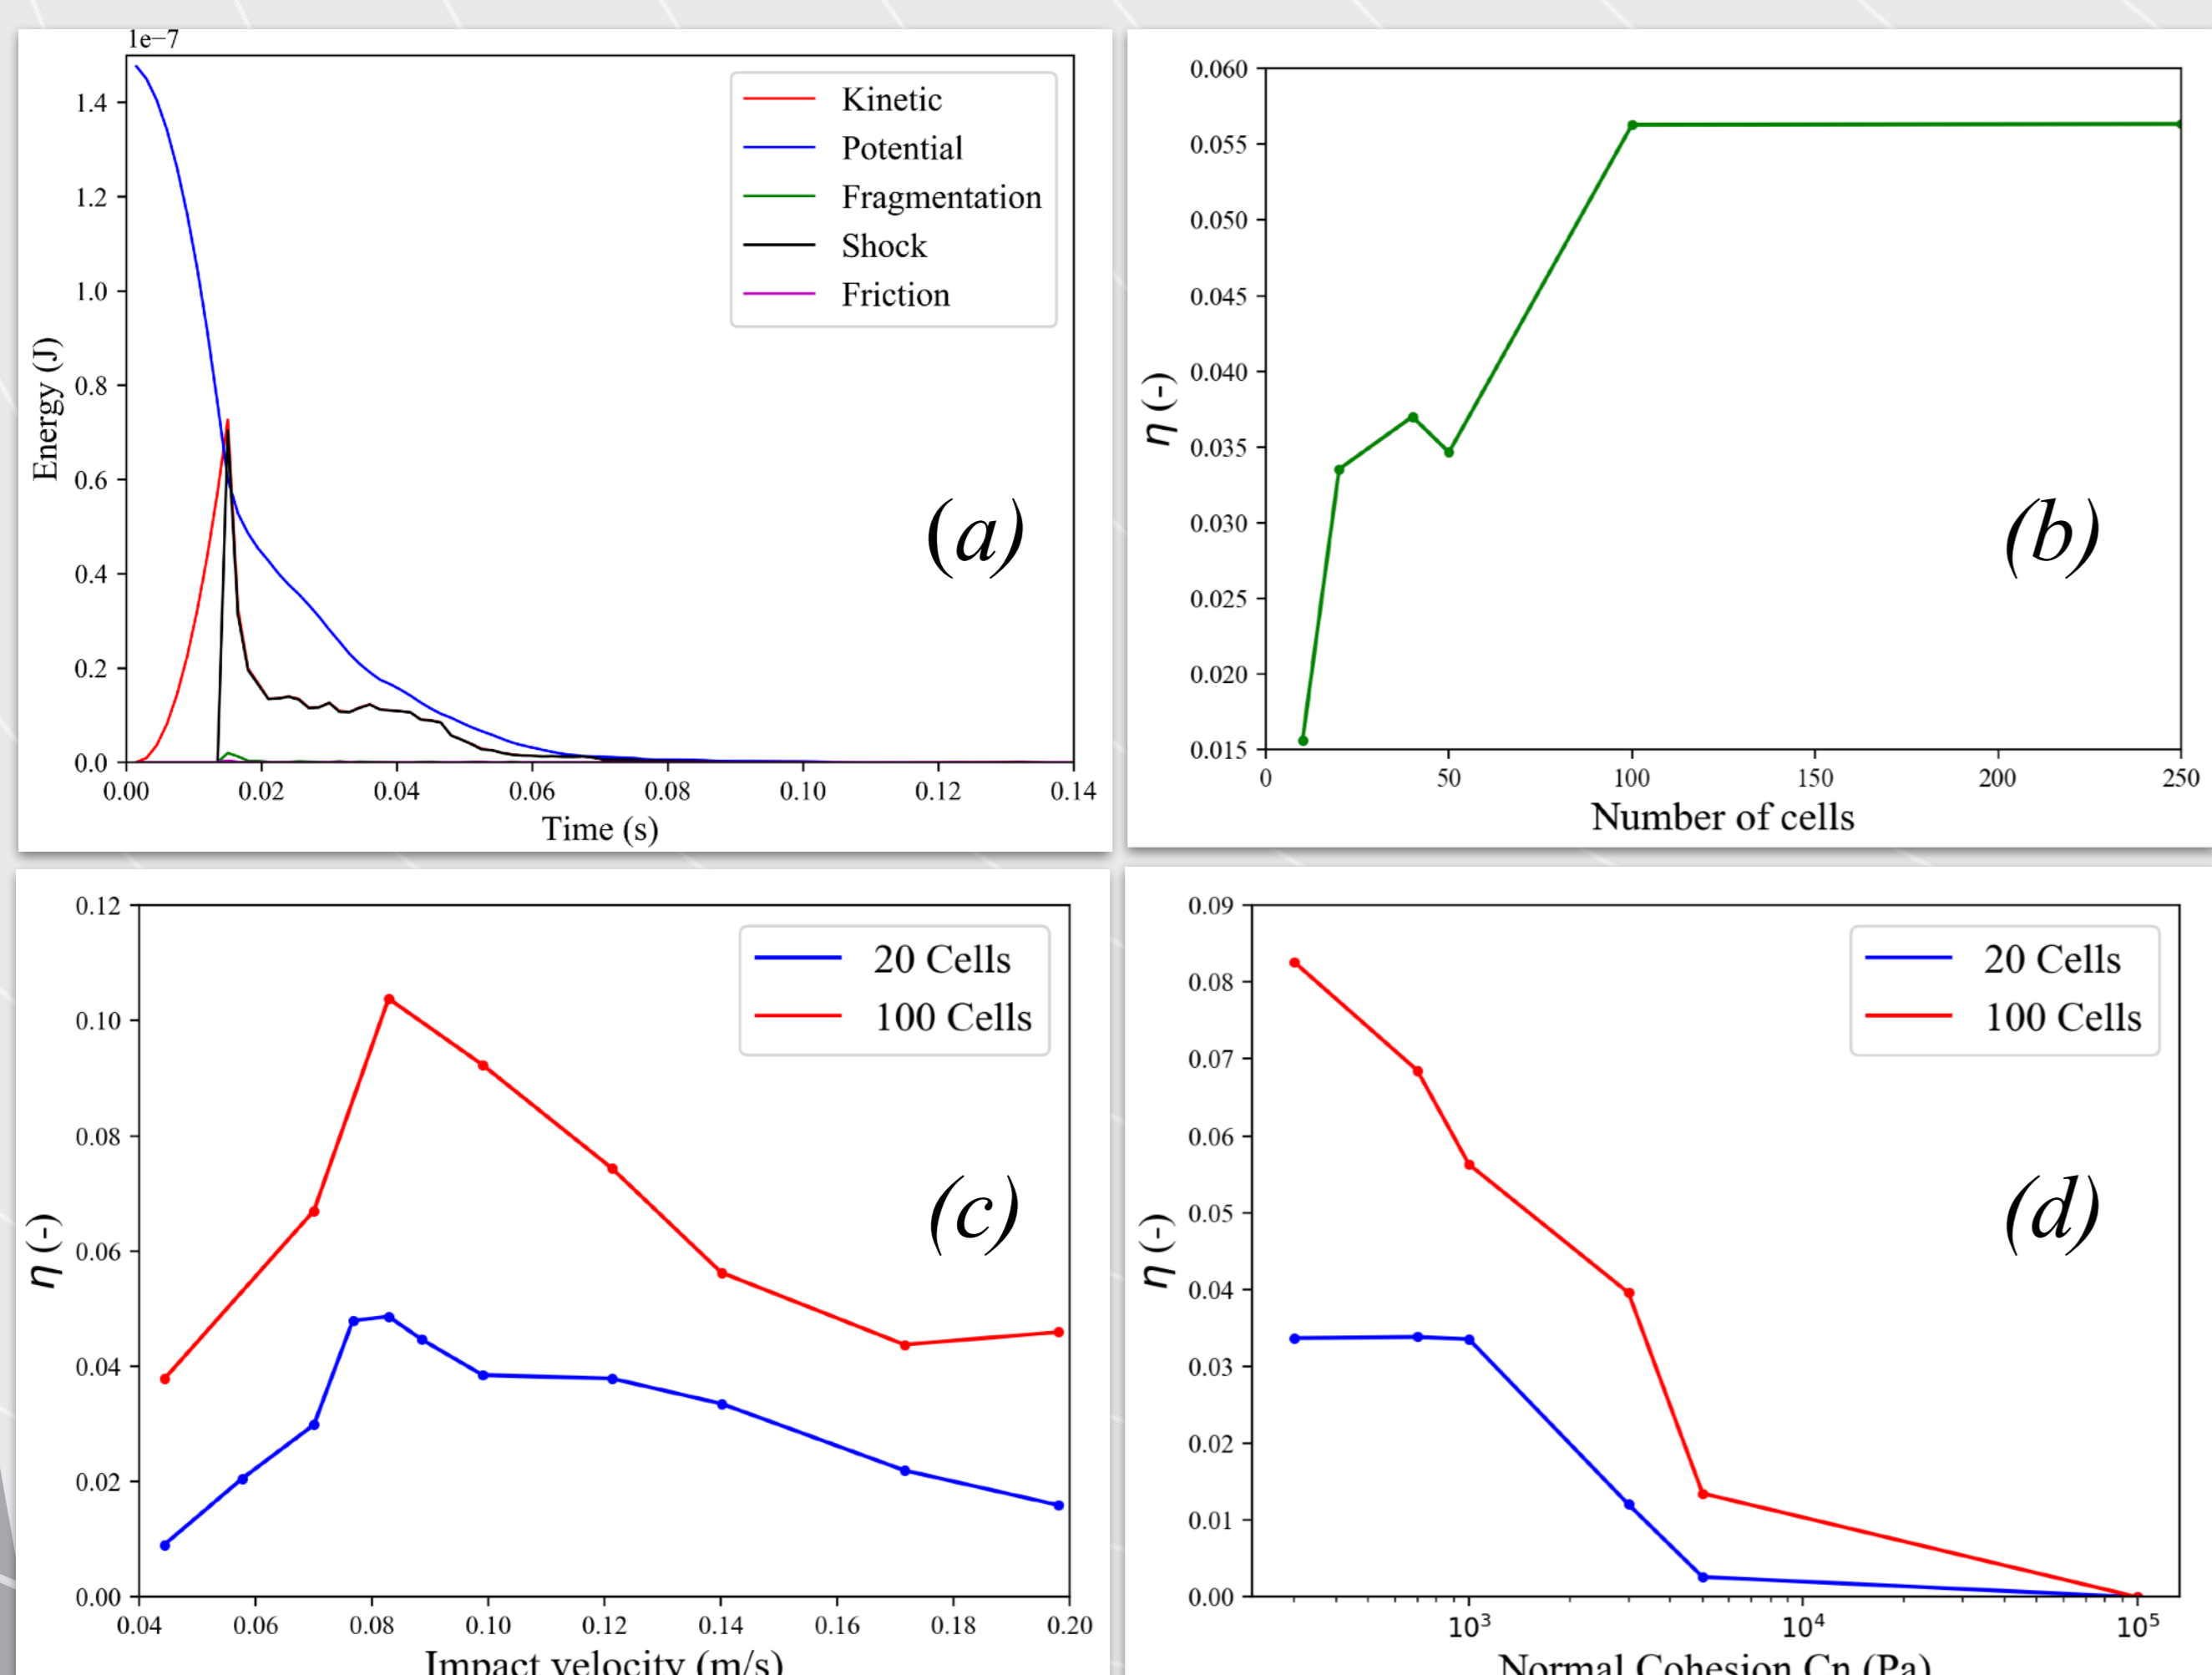 1e−7
1.4
1.2
1.0
0.8
0.6
0.4
0.2
0.0
Energy (J)
Kinetic
Potential
Fragmentation
Shock
Friction
(a)
0.00 0.02 0.04 0.06 0.08 0.10 0.12 0.14
Time (s)
0.060
0.055
0.050
0.045
0.040
0.035
0.030
0.025
0.020
0.015
η (-)
(b)
0 50 100 150 200 250
Number of cells
0.12
0.10
0.08
0.06
0.04
0.02
0.00
η (-)
20 Cells
100 Cells
(c)
0.04 0.06 0.08 0.10 0.12 0.14 0.16 0.18 0.20
Impact velocity (m/s)
0.09
0.08
0.07
0.06
0.05
0.04
0.03
0.02
0.01
0.00
η (-)
20 Cells
100 Cells
(d)
10³ 10⁴ 10⁵
Normal Cohesion Cn (Pa)